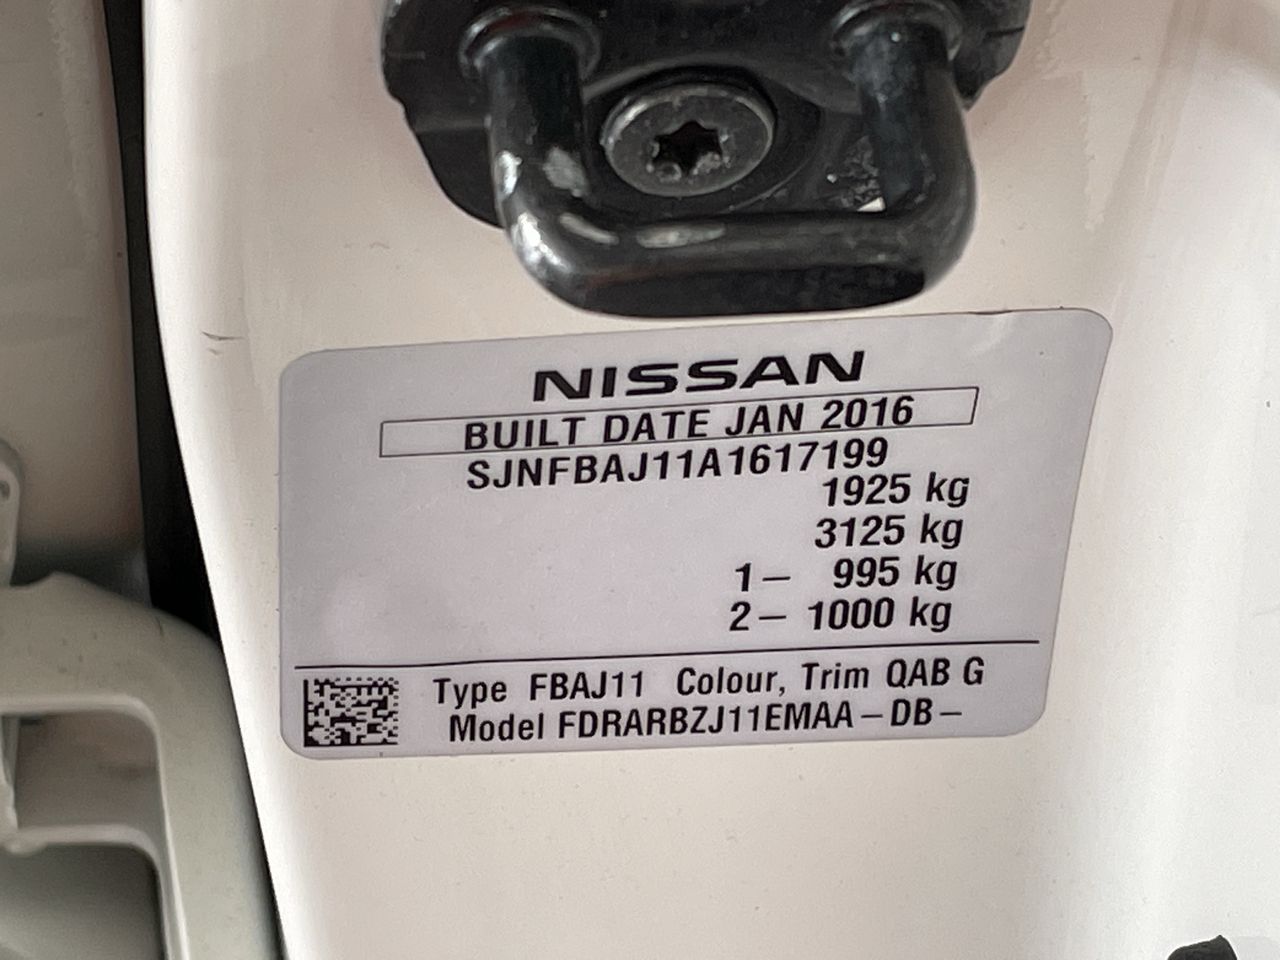 NISSAN
BUILT DATE JAN 2016
SJNFBAJ11A1617199
1925 kg
3125 kg
1– 995 kg
2– 1000 kg
Type FBAJ11 Colour, Trim QAB G
Model FDRARBZJ11EMAA–DB–